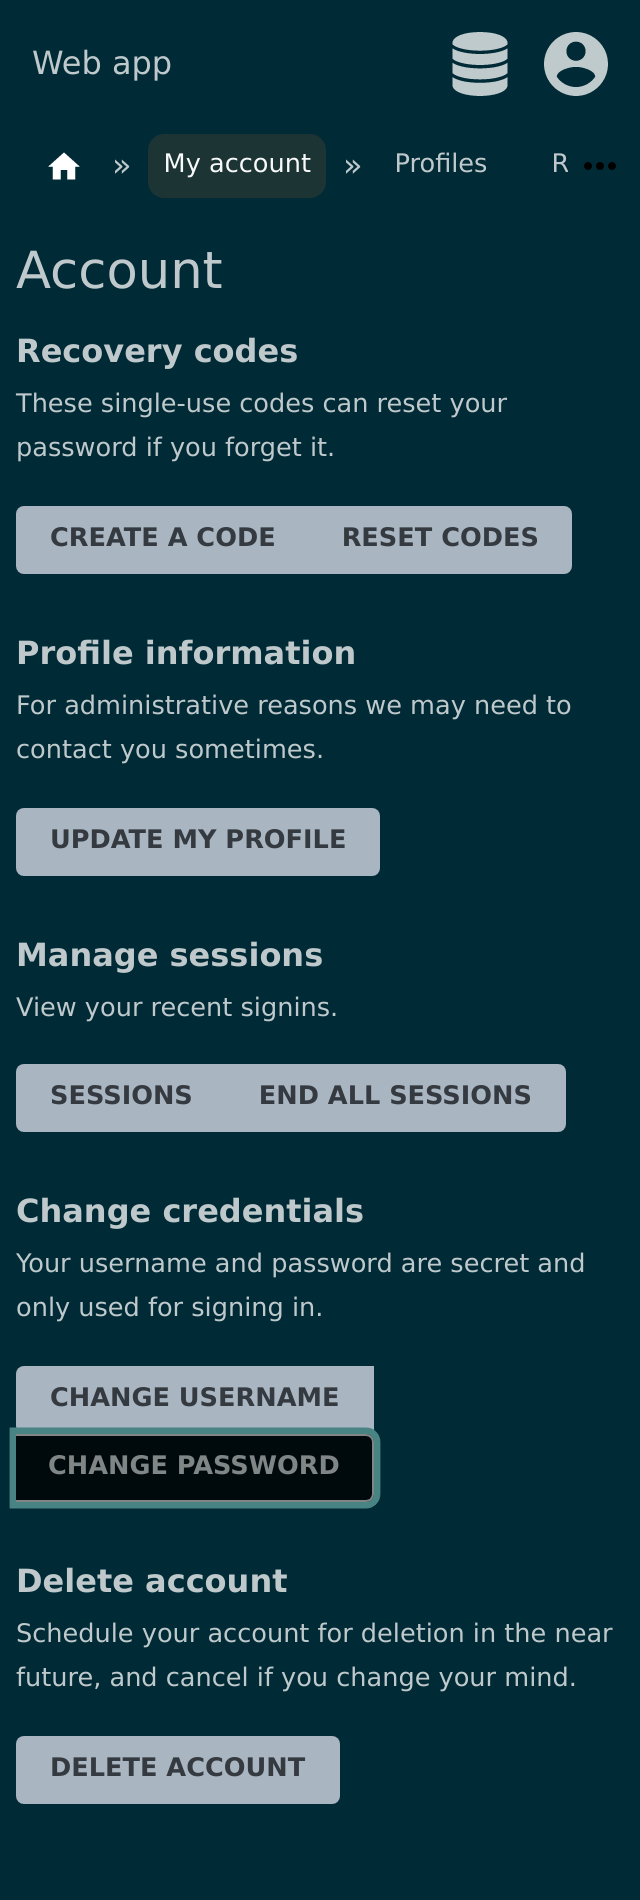 Web app
» My account » Profiles R
Account
Recovery codes
These single-use codes can reset your
password if you forget it.
CREATE A CODE RESET CODES
Profile information
For administrative reasons we may need to
contact you sometimes.
UPDATE MY PROFILE
Manage sessions
View your recent signins.
SESSIONS END ALL SESSIONS
Change credentials
Your username and password are secret and
only used for signing in.
CHANGE USERNAME
CHANGE PASSWORD
Delete account
Schedule your account for deletion in the near
future, and cancel if you change your mind.
DELETE ACCOUNT